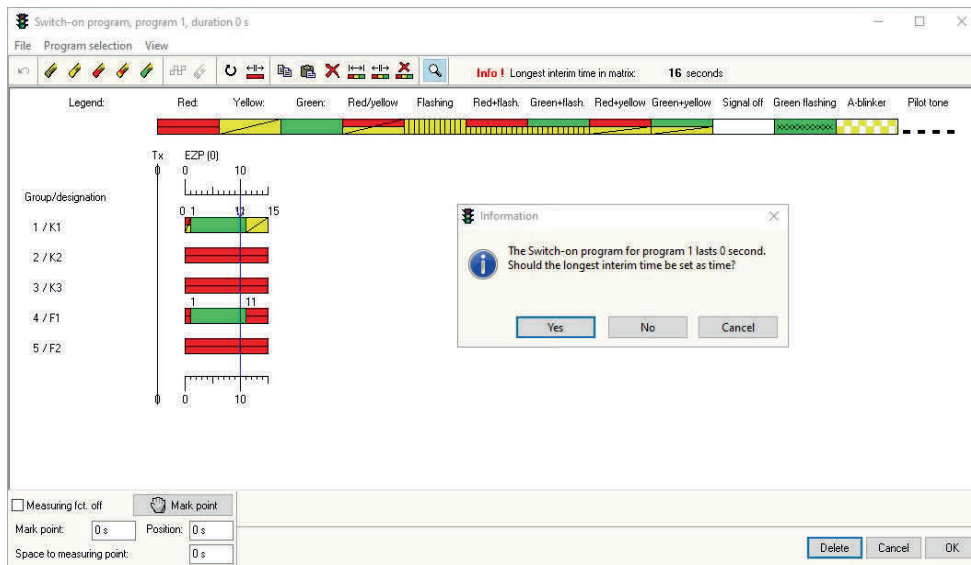 Switch-on program, program 1, duration 0 s
File Program selection View
Info ! Longest interim time in matrix: 16 seconds
Legend: Red: Yellow: Green: Red/yellow Flashing Red+flash. Green+flash. Red+yellow Green+yellow Signal off Green flashing A-blinker Pilot tone
Tx EZP (0)
0 0 10
Group/designation
0 1 11 15
1 / K1
2 / K2
3 / K3
1 11
4 / F1
5 / F2
0 0 10
Information
The Switch-on program for program 1 lasts 0 second.
Should the longest interim time be set as time?
Yes No Cancel
Measuring fct. off Mark point
Mark point: 0 s Position: 0 s
Space to measuring point: 0 s
Delete Cancel OK